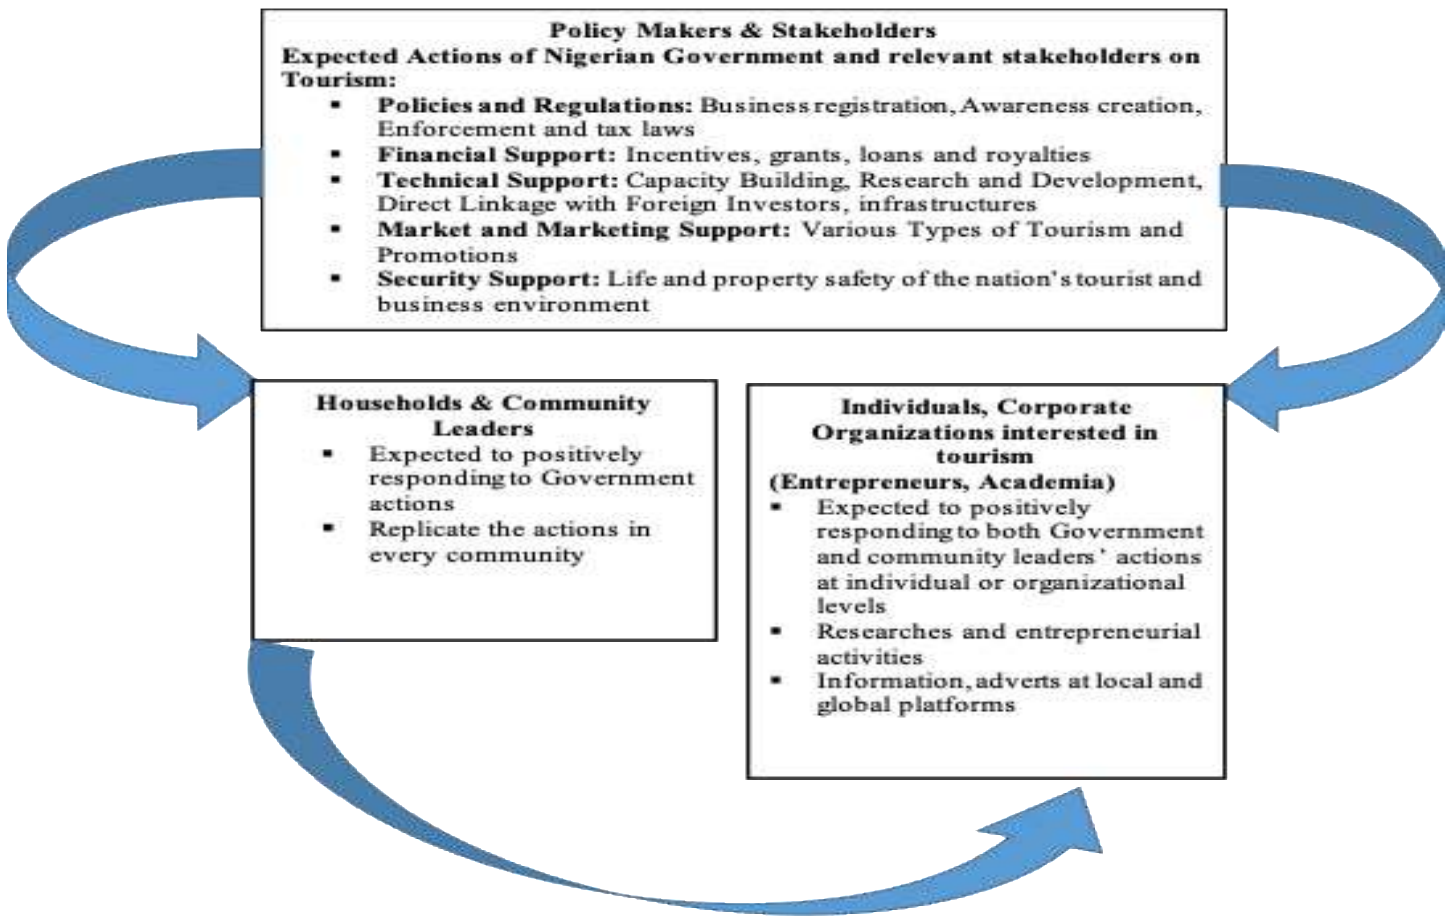 Policy Makers & Stakeholders
Expected Actions of Nigerian Government and relevant stakeholders on
Tourism:
▪ Policies and Regulations: Business registration, Awareness creation,
Enforcement and tax laws
▪ Financial Support: Incentives, grants, loans and royalties
▪ Technical Support: Capacity Building, Research and Development,
Direct Linkage with Foreign Investors, infrastructures
▪ Market and Marketing Support: Various Types of Tourism and
Promotions
▪ Security Support: Life and property safety of the nation's tourist and
business environment
Households & Community
Leaders
▪ Expected to positively
responding to Government
actions
▪ Replicate the actions in
every community
Individuals, Corporate
Organizations interested in
tourism
(Entrepreneurs, Academia)
▪ Expected to positively
responding to both Government
and community leaders' actions
at individual or organizational
levels
▪ Researches and entrepreneurial
activities
▪ Information, adverts at local and
global platforms